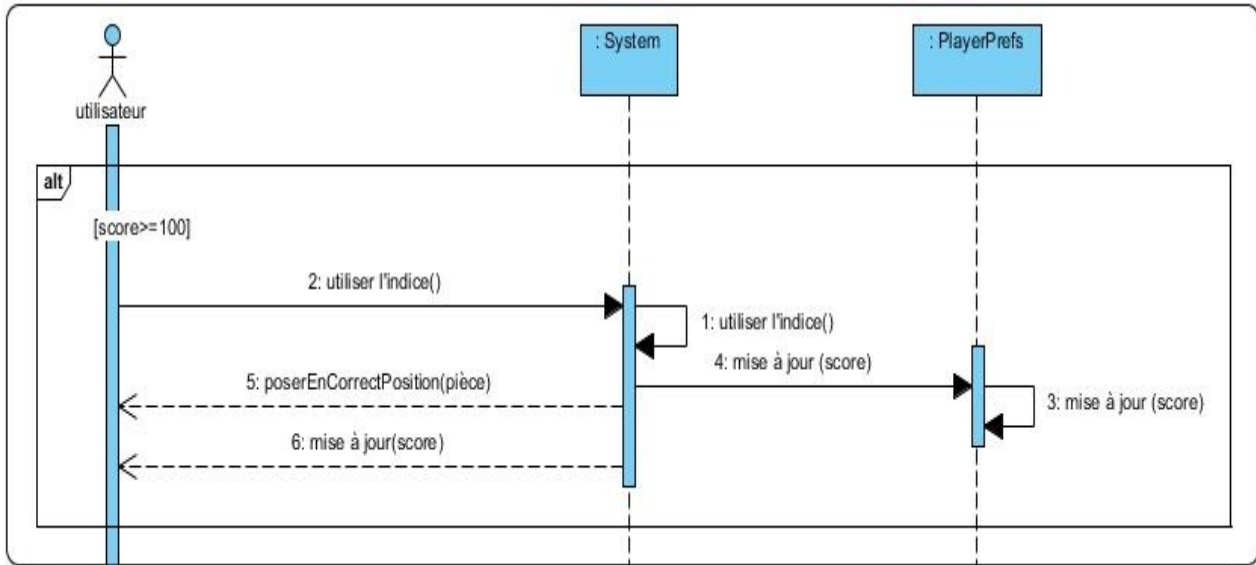 : System
: PlayerPrefs
utilisateur
alt
[score>=100]
2: utiliser l'indice()
1: utiliser l'indice()
4: mise à jour (score)
5: poserEnCorrectPosition(pièce)
3: mise à jour (score)
6: mise à jour(score)